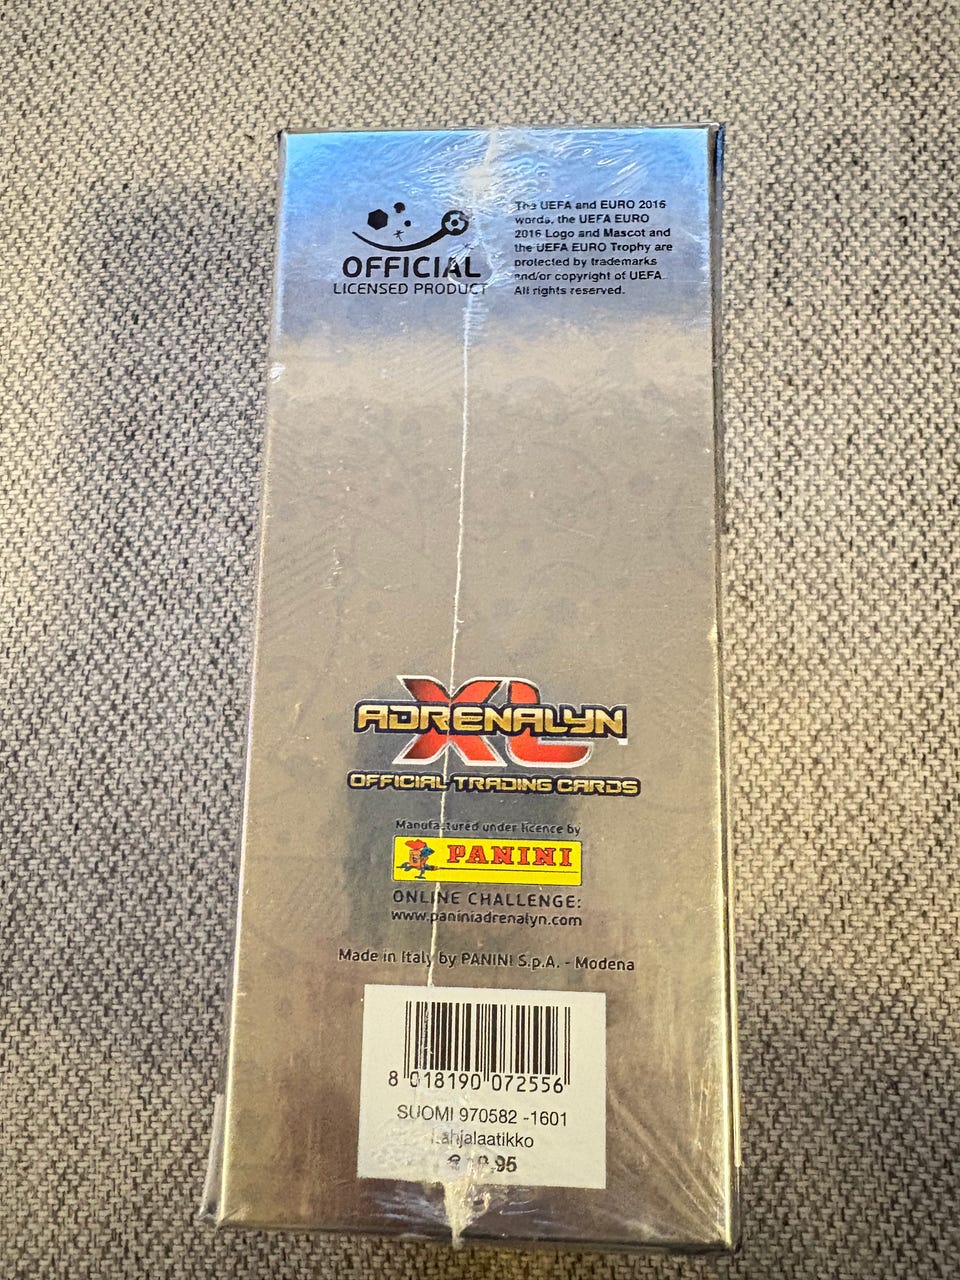 OFFICIAL
LICENSED PRODUCT
The UEFA and EURO 2016
words, the UEFA EURO
2016 Logo and Mascot and
the UEFA EURO Trophy are
protected by trademarks
and/or copyright of UEFA.
All rights reserved.
ADRENALYN
XL
OFFICIAL TRADING CARDS
Manufactured under licence by
PANINI
ONLINE CHALLENGE:
www.paniniadrenalyn.com
Made in Italy by PANINI S.p.A. - Modena
8 018190 072556
SUOMI 970582 -1601
Lahjalaatikko